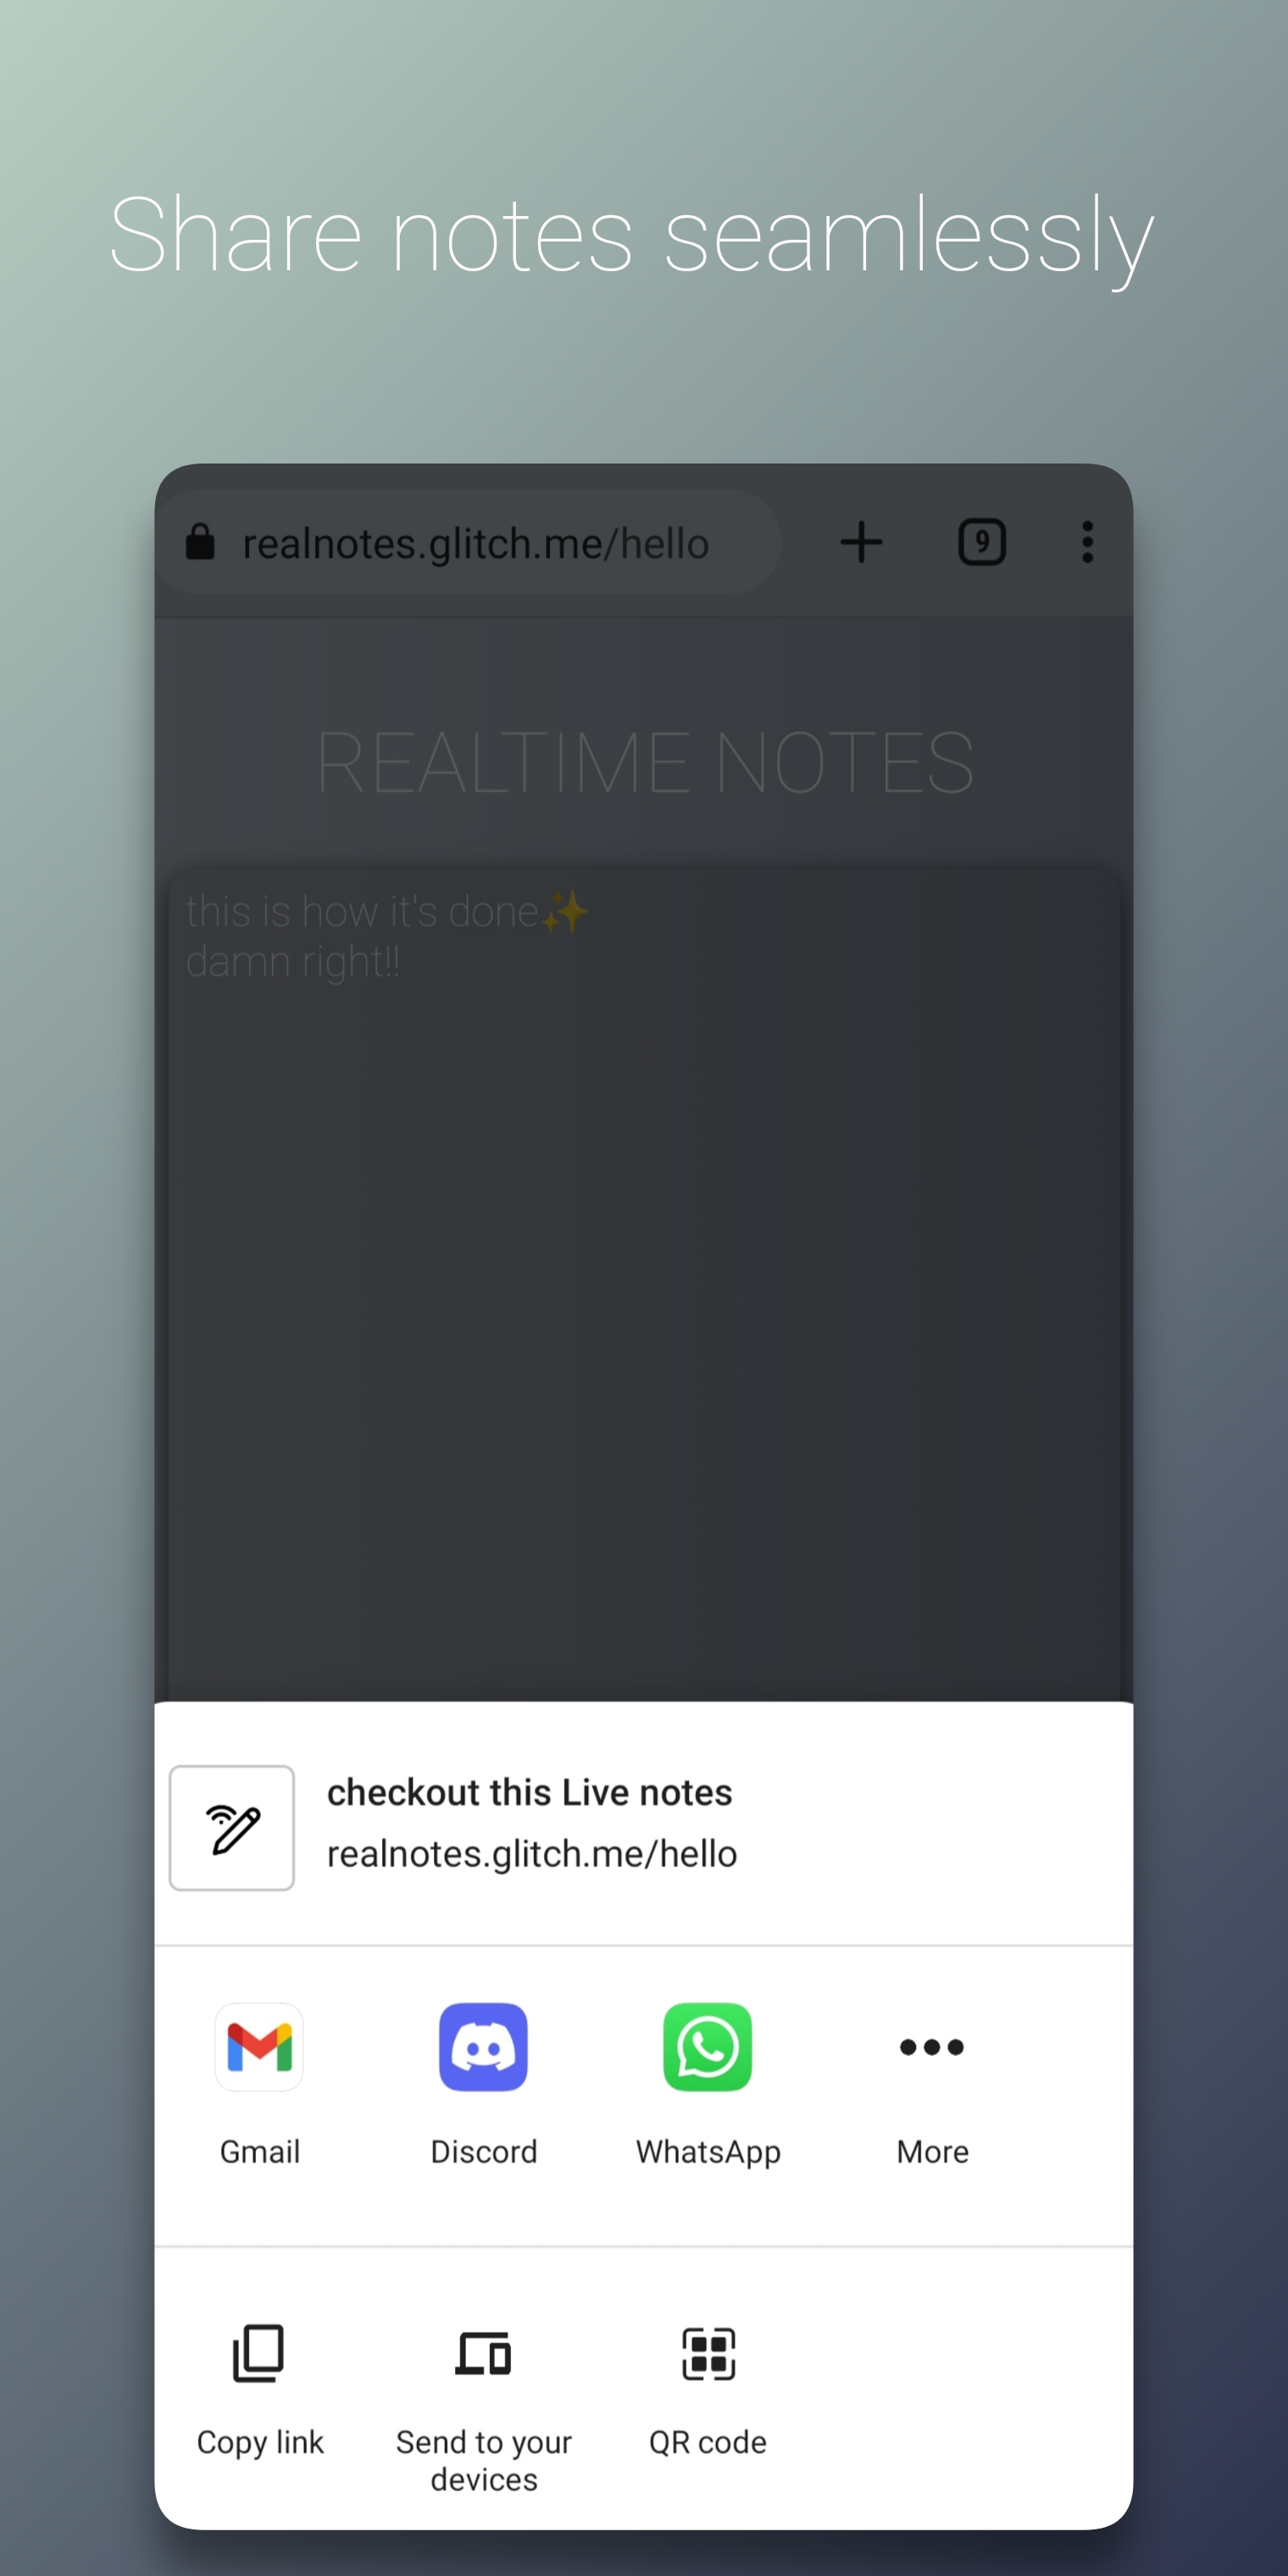 Share notes seamlessly
realnotes.glitch.me/hello
9
REALTIME NOTES
this is how it's done✨
damn right!!
checkout this Live notes
realnotes.glitch.me/hello
Gmail
Discord
WhatsApp
More
Copy link
Send to your
devices
QR code